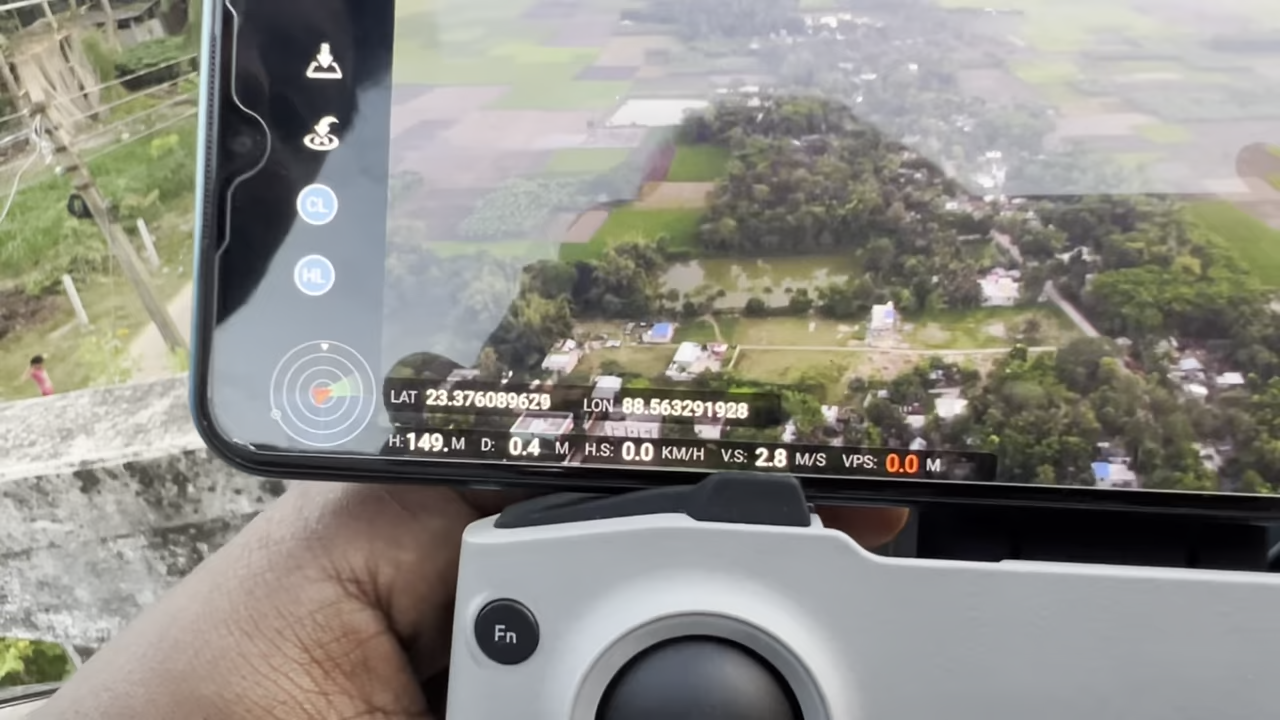 CL
HL
LAT 23.376089629 LON 88.563291928
H:149. M D: 0.4 M H.S: 0.0 KM/H V.S: 2.8 M/S VPS: 0.0 M
Fn